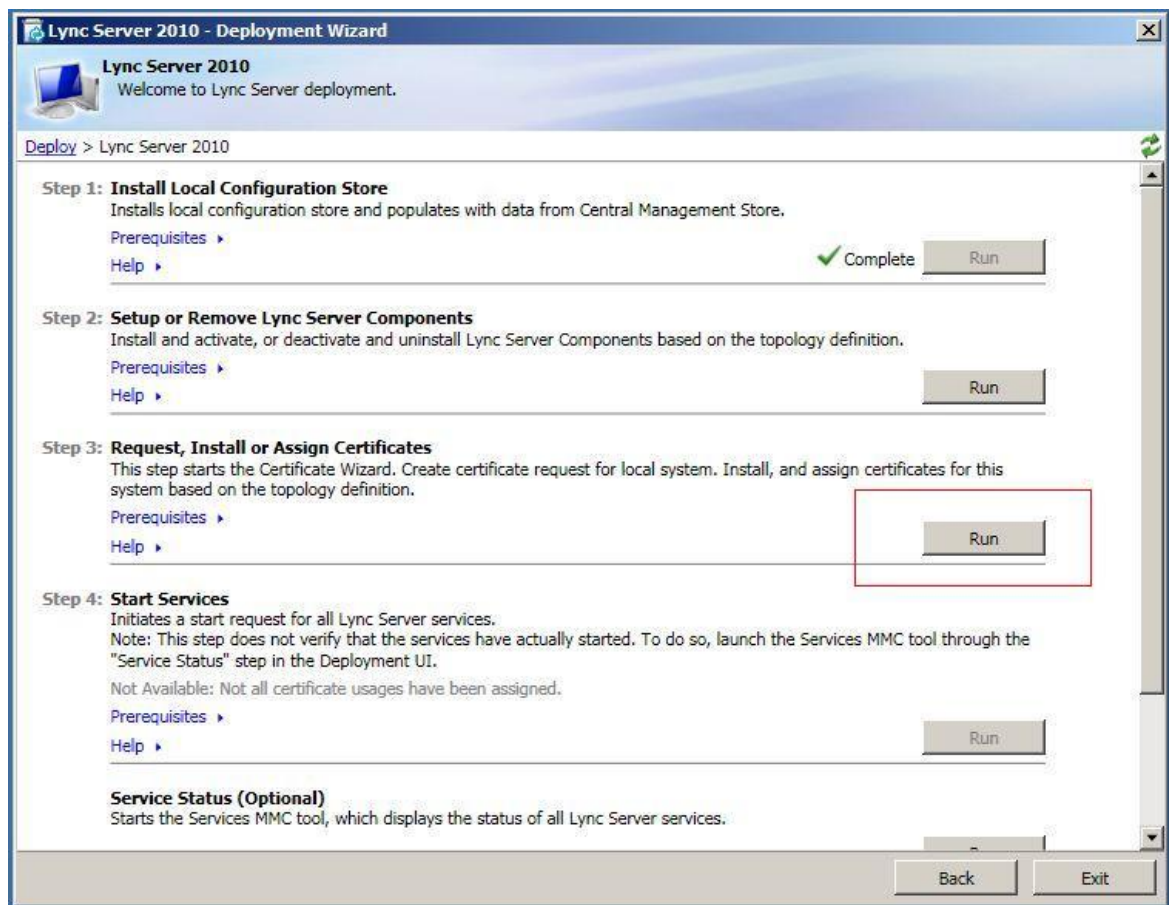 Lync Server 2010 - Deployment Wizard
Lync Server 2010
Welcome to Lync Server deployment.
Deploy > Lync Server 2010
Step 1: Install Local Configuration Store
Installs local configuration store and populates with data from Central Management Store.
Prerequisites
Help
Complete Run
Step 2: Setup or Remove Lync Server Components
Install and activate, or deactivate and uninstall Lync Server Components based on the topology definition.
Prerequisites
Help
Run
Step 3: Request, Install or Assign Certificates
This step starts the Certificate Wizard. Create certificate request for local system. Install, and assign certificates for this
system based on the topology definition.
Prerequisites
Help
Run
Step 4: Start Services
Initiates a start request for all Lync Server services.
Note: This step does not verify that the services have actually started. To do so, launch the Services MMC tool through the
"Service Status" step in the Deployment UI.
Not Available: Not all certificate usages have been assigned.
Prerequisites
Help
Run
Service Status (Optional)
Starts the Services MMC tool, which displays the status of all Lync Server services.
Back Exit